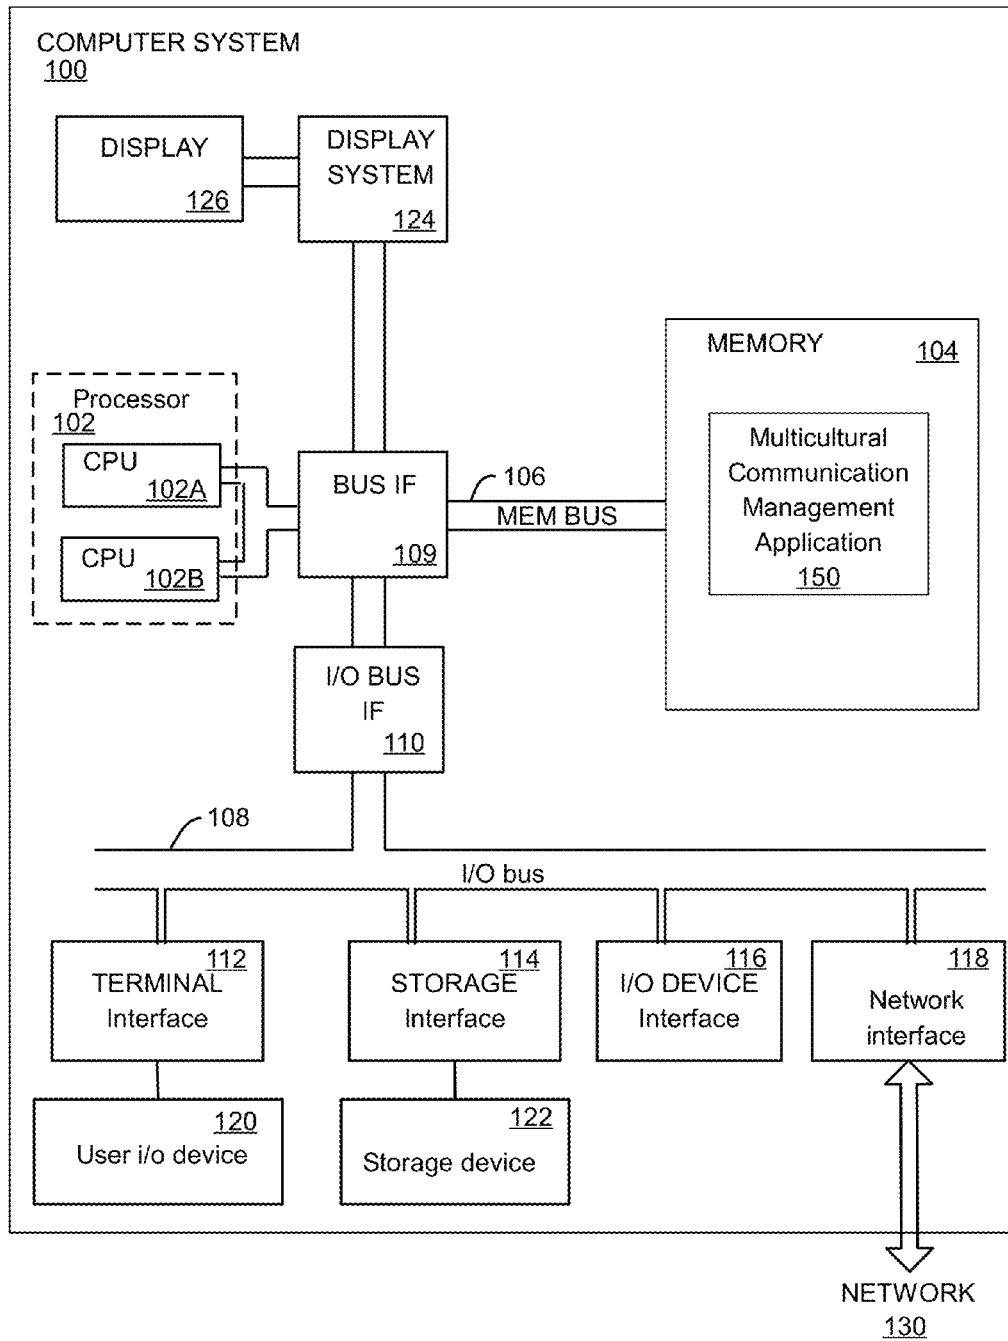 COMPUTER SYSTEM
100
DISPLAY
126
DISPLAY
SYSTEM
124
MEMORY
104
Multicultural
Communication
Management
Application
150
Processor
102
CPU
102A
CPU
102B
BUS IF
109
106
MEM BUS
I/O BUS
IF
110
108
I/O bus
112
TERMINAL
Interface
114
STORAGE
Interface
116
I/O DEVICE
Interface
118
Network
interface
120
User i/o device
122
Storage device
NETWORK
130